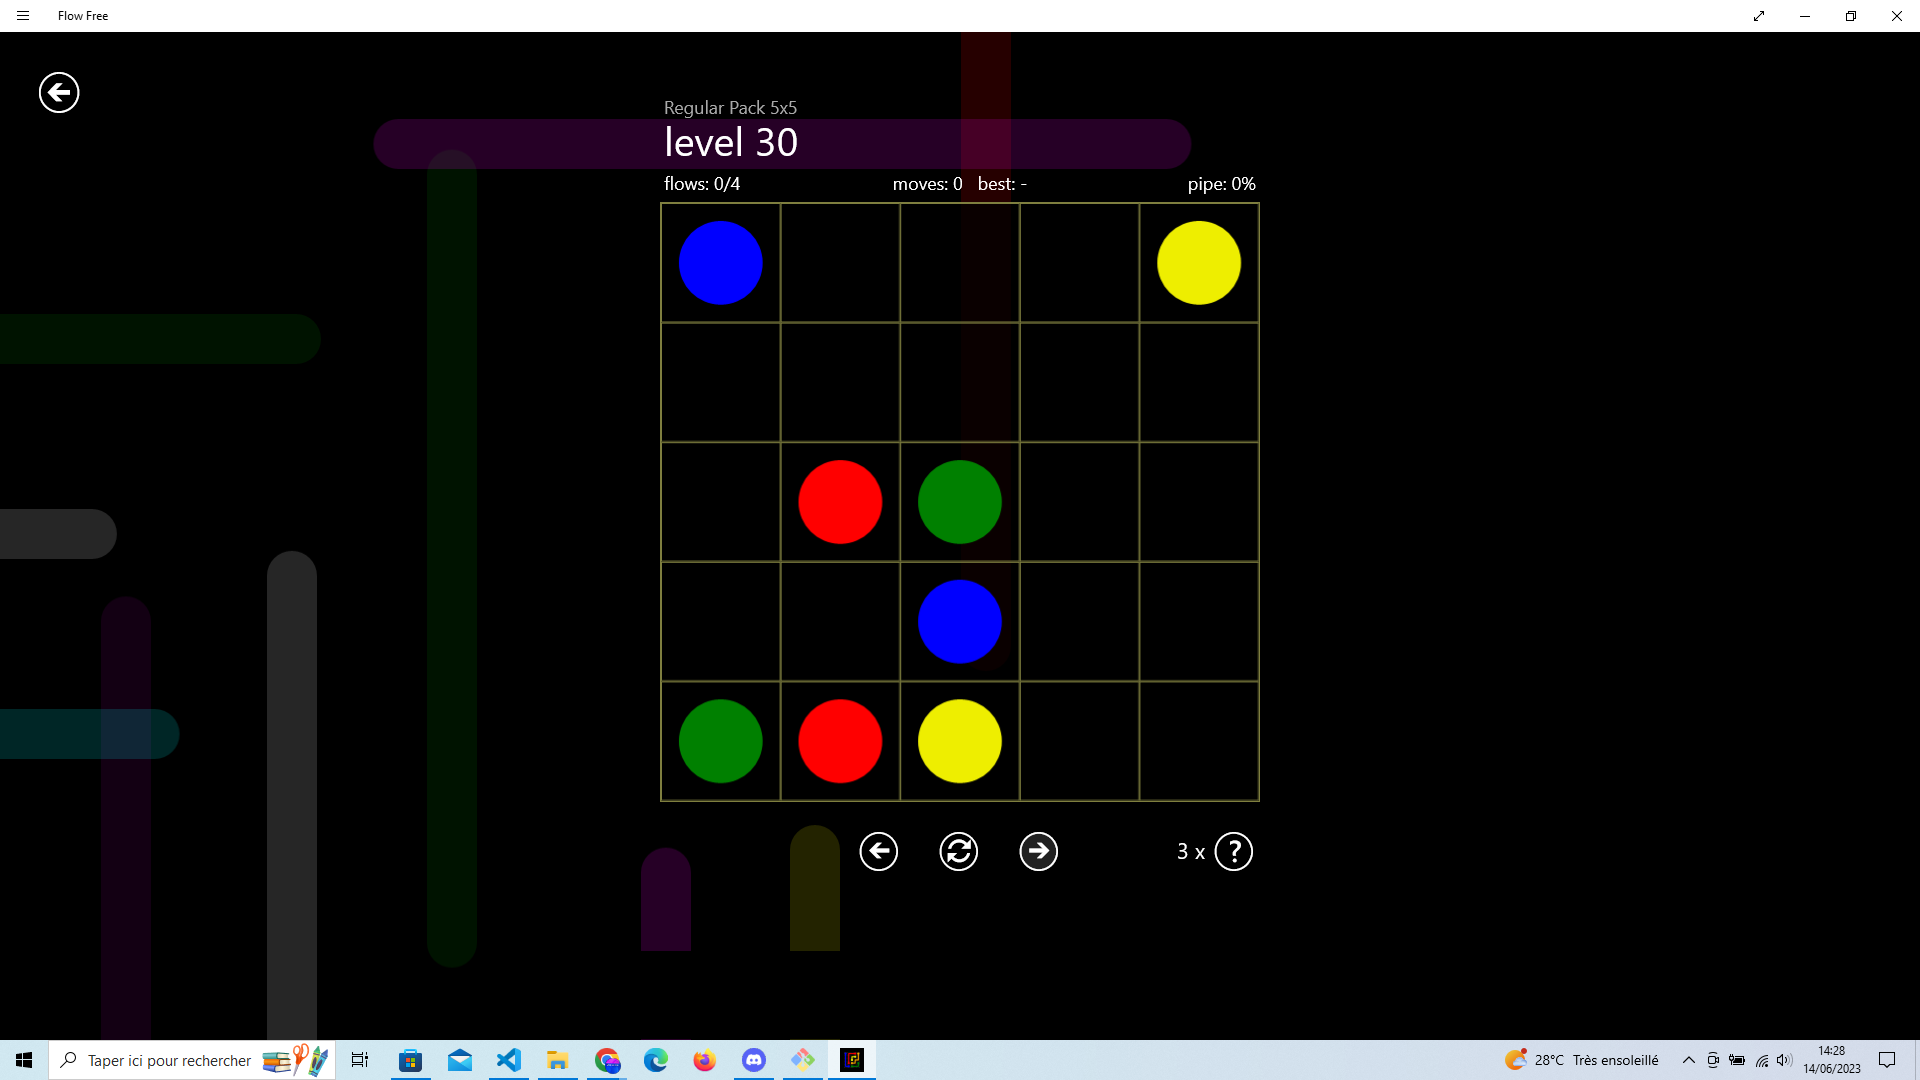 Flow Free
Regular Pack 5x5
level 30
flows: 0/4 moves: 0 best: - pipe: 0%
3 x ?
Taper ici pour rechercher
28°C Très ensoleillé
14:28
14/06/2023